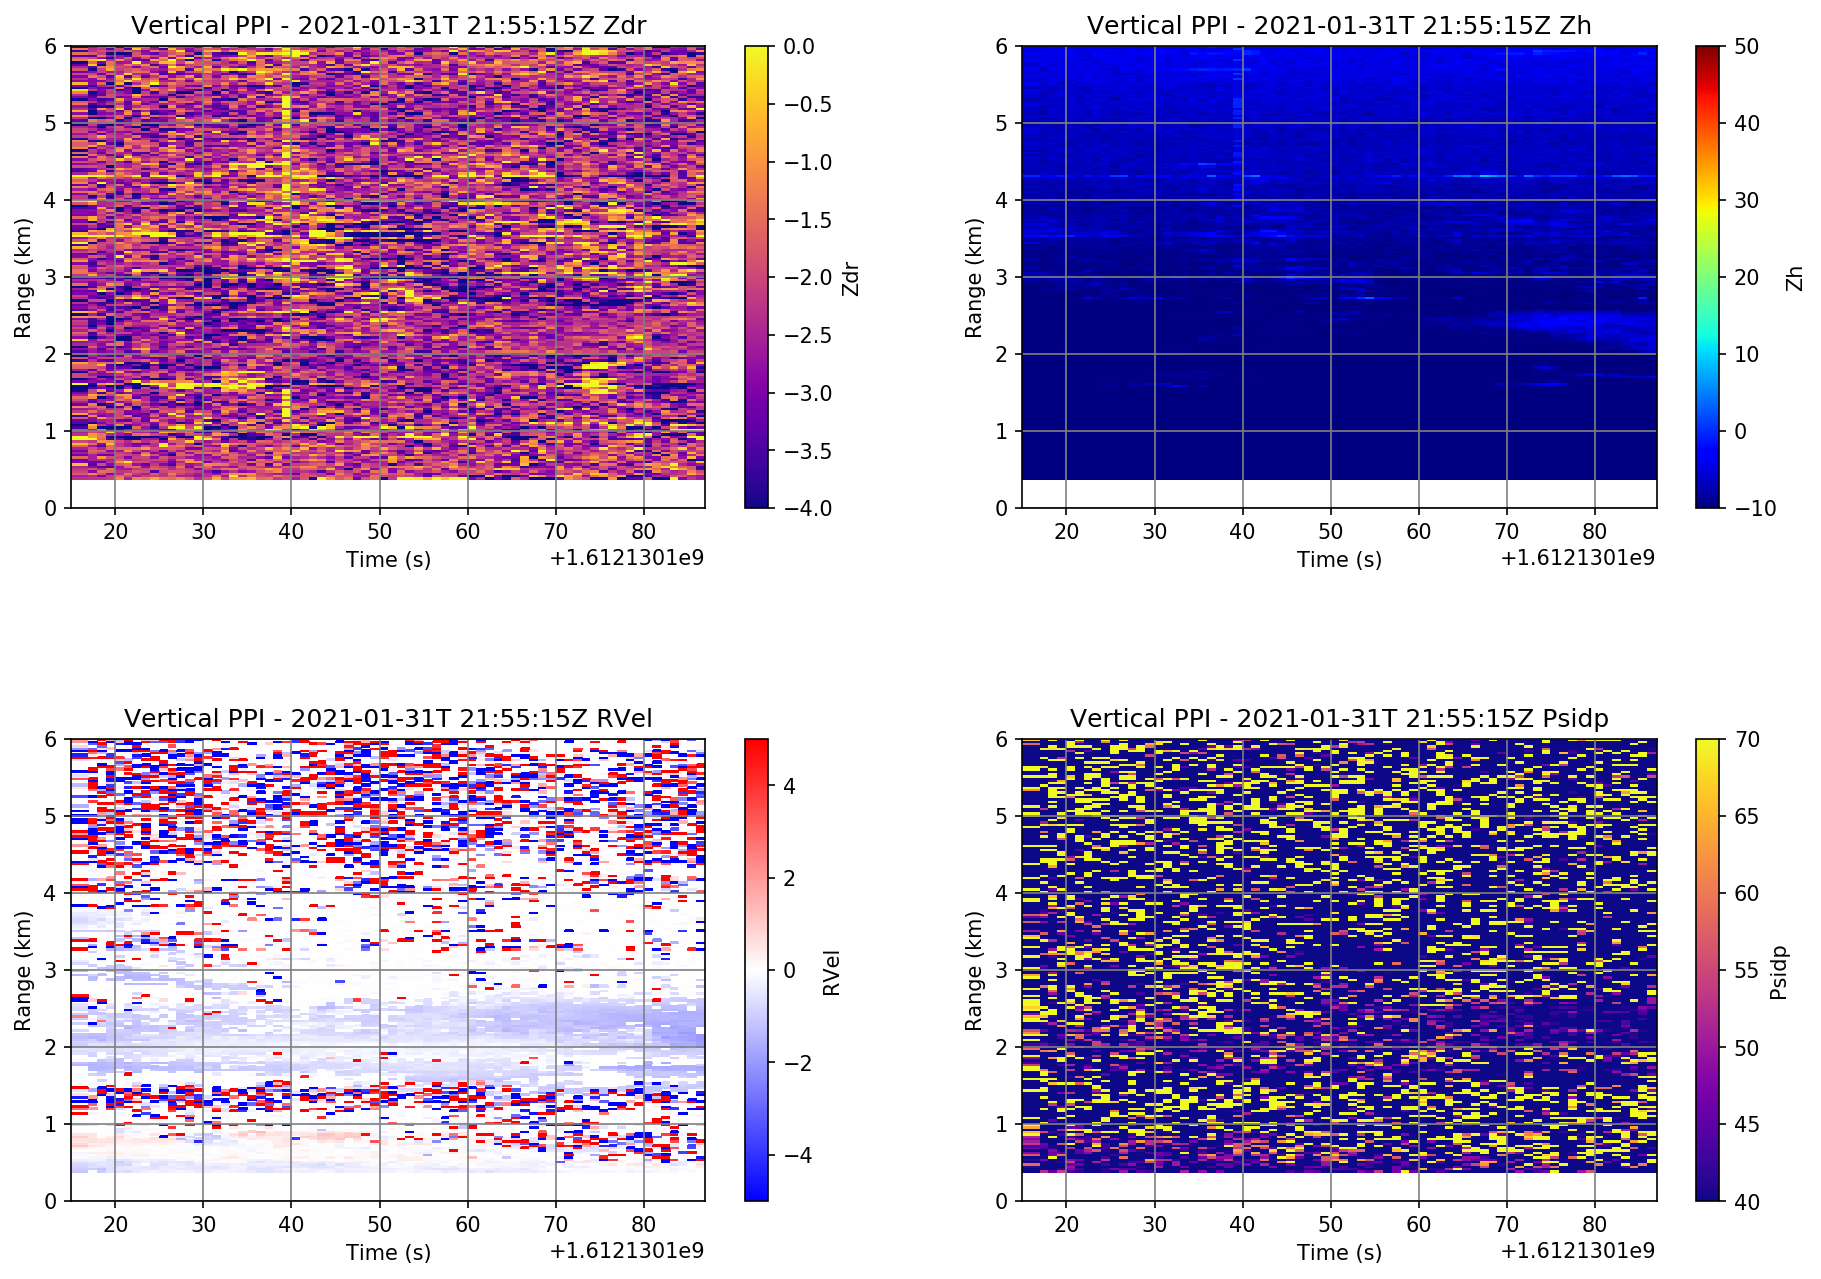 Vertical PPI - 2021-01-31T 21:55:15Z Zdr
6
5
4
3
2
1
0
Range (km)
20 30 40 50 60 70 80
Time (s)
+1.6121301e9
0.0
−0.5
−1.0
−1.5
−2.0
−2.5
−3.0
−3.5
−4.0
Zdr
Vertical PPI - 2021-01-31T 21:55:15Z Zh
6
5
4
3
2
1
0
Range (km)
20 30 40 50 60 70 80
Time (s)
+1.6121301e9
50
40
30
20
10
0
−10
Zh
Vertical PPI - 2021-01-31T 21:55:15Z RVel
6
5
4
3
2
1
0
Range (km)
20 30 40 50 60 70 80
Time (s)
+1.6121301e9
4
2
0
−2
−4
RVel
Vertical PPI - 2021-01-31T 21:55:15Z Psidp
6
5
4
3
2
1
0
Range (km)
20 30 40 50 60 70 80
Time (s)
+1.6121301e9
70
65
60
55
50
45
40
Psidp